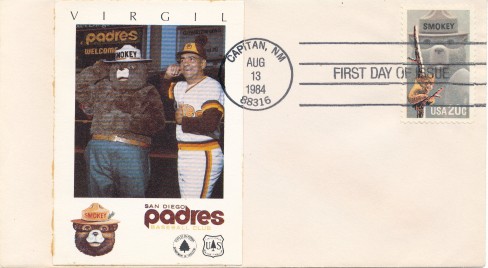 VIRGIL
padres
WELCOME
SMOKEY
SMOKEY
SAN DIEGO
padres
BASEBALL CLUB
U S
CAPITAN, NM
AUG
13
1984
88316
FIRST DAY OF ISSUE
SMOKEY
USA 20c